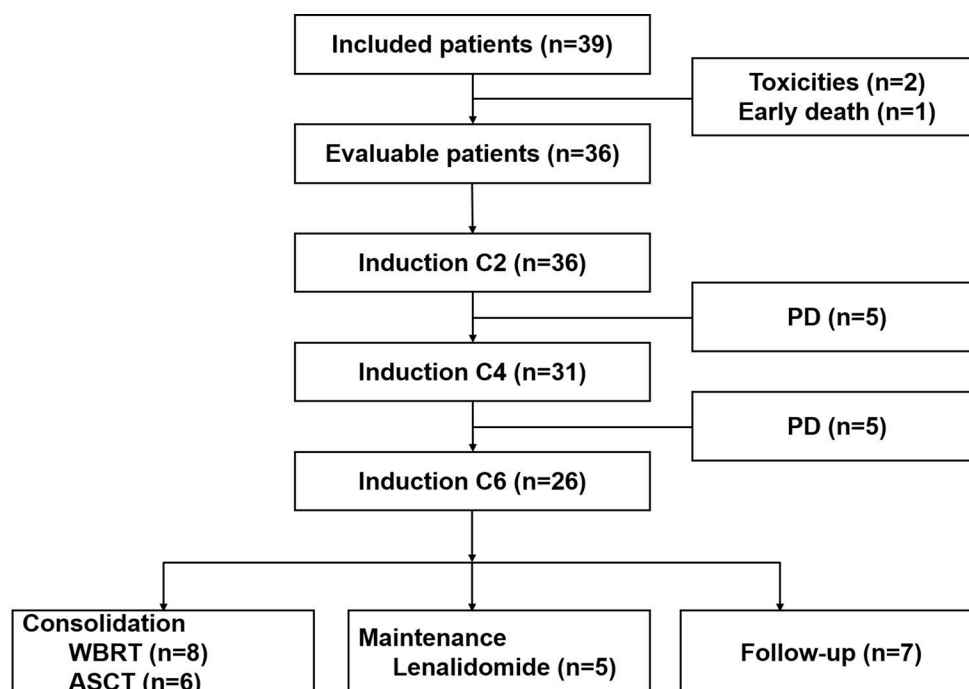 Included patients (n=39)
Toxicities (n=2)
Early death (n=1)
Evaluable patients (n=36)
Induction C2 (n=36)
PD (n=5)
Induction C4 (n=31)
PD (n=5)
Induction C6 (n=26)
Consolidation
WBRT (n=8)
ASCT (n=6)
Maintenance
Lenalidomide (n=5)
Follow-up (n=7)